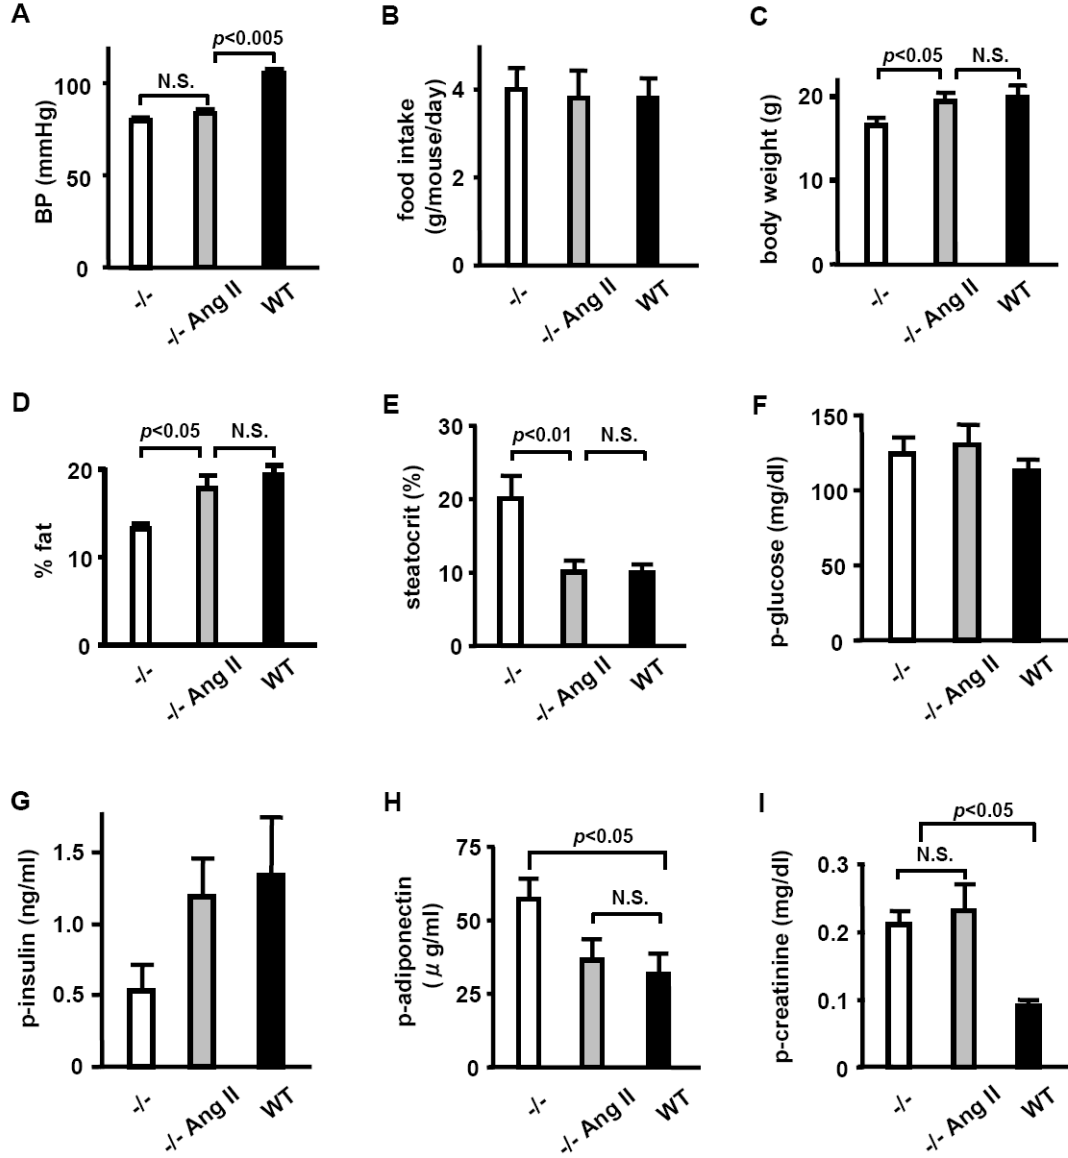 A
BP (mmHg)
100
50
0
N.S.
p<0.005
-/-
-/- Ang II
WT
B
food intake
(g/mouse/day)
4
2
0
-/-
-/- Ang II
WT
C
body weight (g)
20
10
0
p<0.05
N.S.
-/-
-/- Ang II
WT
D
% fat
20
10
0
p<0.05
N.S.
-/-
-/- Ang II
WT
E
steatocrit (%)
30
20
10
0
p<0.01
N.S.
-/-
-/- Ang II
WT
F
p-glucose (mg/dl)
150
100
50
0
-/-
-/- Ang II
WT
G
p-insulin (ng/ml)
1.5
1.0
0.5
0
-/-
-/- Ang II
WT
H
p-adiponectin
(μg/ml)
75
50
25
0
p<0.05
N.S.
-/-
-/- Ang II
WT
I
p-creatinine (mg/dl)
0.3
0.2
0.1
0
p<0.05
N.S.
-/-
-/- Ang II
WT